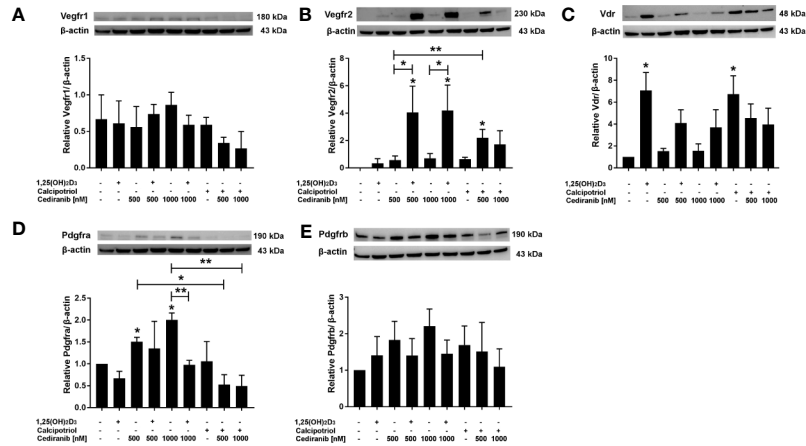 A
Vegfr1 180 kDa
β-actin 43 kDa
Relative Vegfr1/β-actin
2.0
1.5
1.0
0.5
0.0
1,25(OH)₂D₃ - + - + - + - - -
Calcipotriol - - - - - - + + +
Cediranib [nM] - - 500 500 1000 1000 - 500 1000
B
Vegfr2 230 kDa
β-actin 43 kDa
**
* *
* * *
Relative Vegfr2/β-actin
8
6
4
2
0
1,25(OH)₂D₃ - + - + - + - - -
Calcipotriol - - - - - - + + +
Cediranib [nM] - - 500 500 1000 1000 - 500 1000
C
Vdr 48 kDa
β-actin 43 kDa
* *
Relative Vdr/β-actin
10
8
6
4
2
0
1,25(OH)₂D₃ - + - + - + - - -
Calcipotriol - - - - - - + + +
Cediranib [nM] - - 500 500 1000 1000 - 500 1000
D
Pdgfra 190 kDa
β-actin 43 kDa
**
*
**
* *
Relative Pdgfra/β-actin
2.5
2.0
1.5
1.0
0.5
0.0
1,25(OH)₂D₃ - + - + - + - - -
Calcipotriol - - - - - - + + +
Cediranib [nM] - - 500 500 1000 1000 - 500 1000
E
Pdgfrb 190 kDa
β-actin 43 kDa
Relative Pdgfrb/β-actin
3
2
1
0
1,25(OH)₂D₃ - + - + - + - - -
Calcipotriol - - - - - - + + +
Cediranib [nM] - - 500 500 1000 1000 - 500 1000